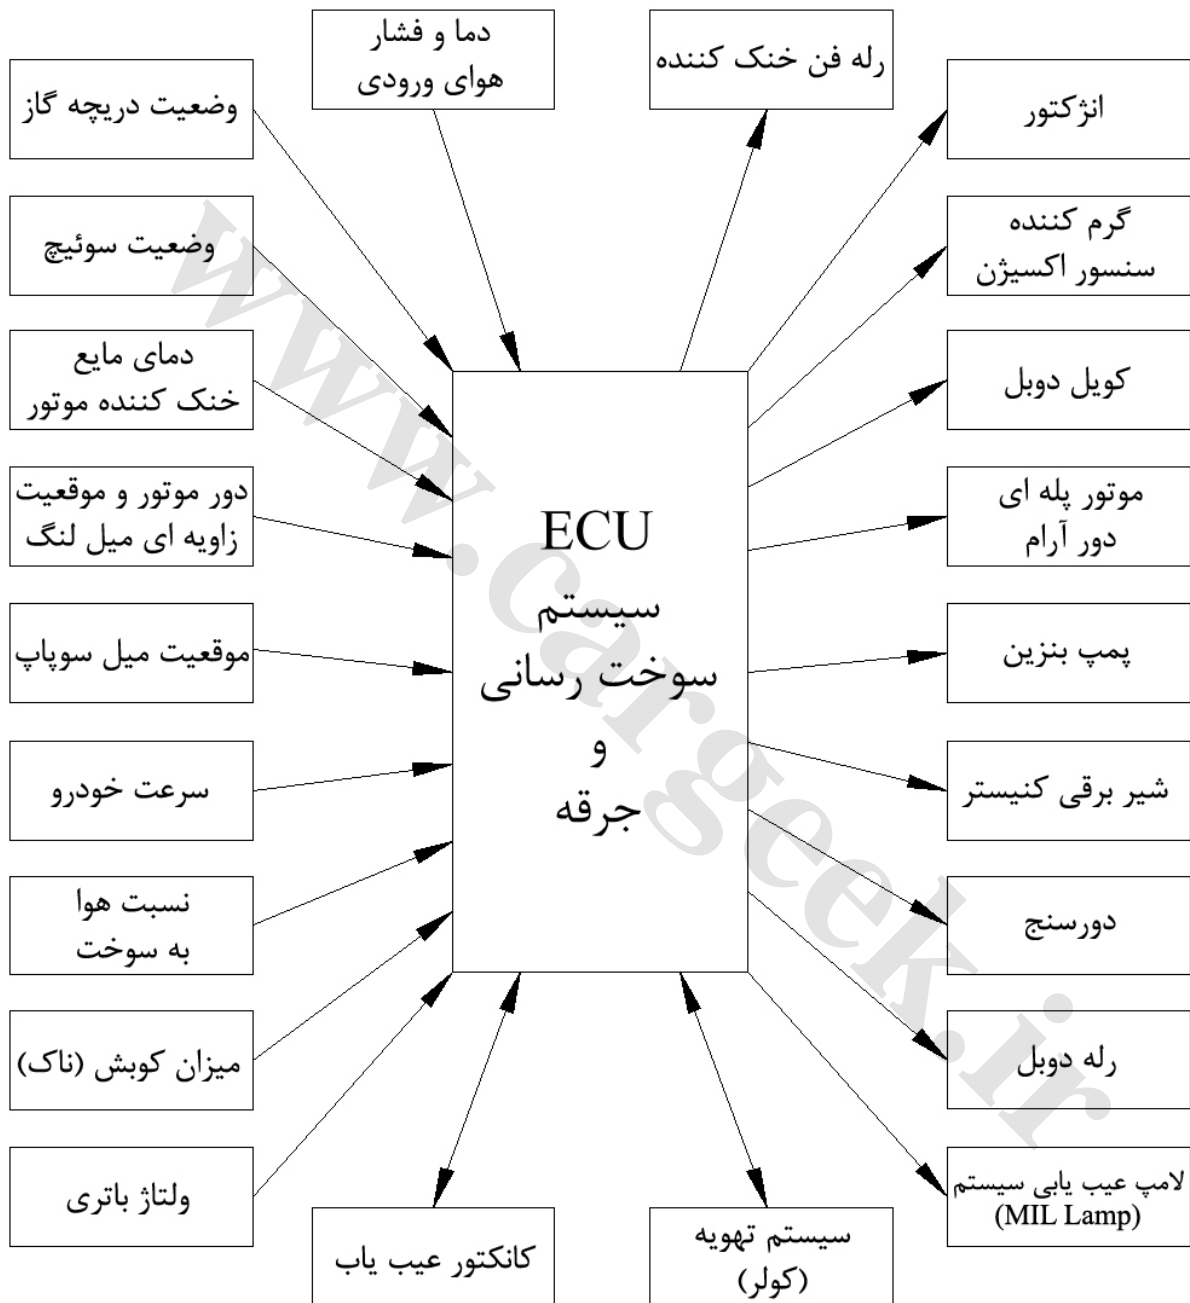 دما و فشار
هوای ورودی
رله فن خنک کننده
وضعیت دریچه گاز
انژکتور
وضعیت سوئیچ
گرم کننده
سنسور اکسیژن
دمای مایع
خنک کننده موتور
کویل دوبل
دور موتور و موقعیت
زاویه ای میل لنگ
موتور پله ای
دور آرام
ECU
سیستم
سوخت رسانی
و
جرقه
موقعیت میل سوپاپ
پمپ بنزین
سرعت خودرو
شیر برقی کنیستر
نسبت هوا
به سوخت
دورسنج
میزان کوبش (ناک)
رله دوبل
ولتاژ باتری
لامپ عیب یابی سیستم
(MIL Lamp)
کانکتور عیب یاب
سیستم تهویه
(کولر)
www.cargeek.ir